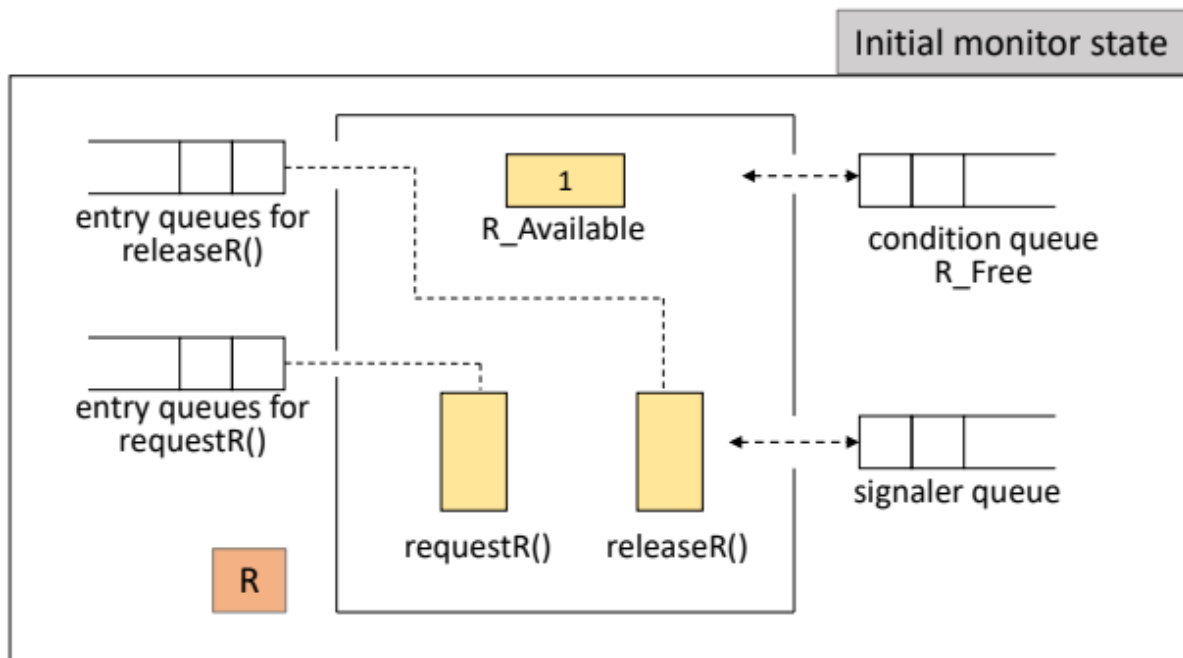 Initial monitor state
entry queues for
releaseR()
1
R_Available
condition queue
R_Free
entry queues for
requestR()
requestR()
releaseR()
signaler queue
R